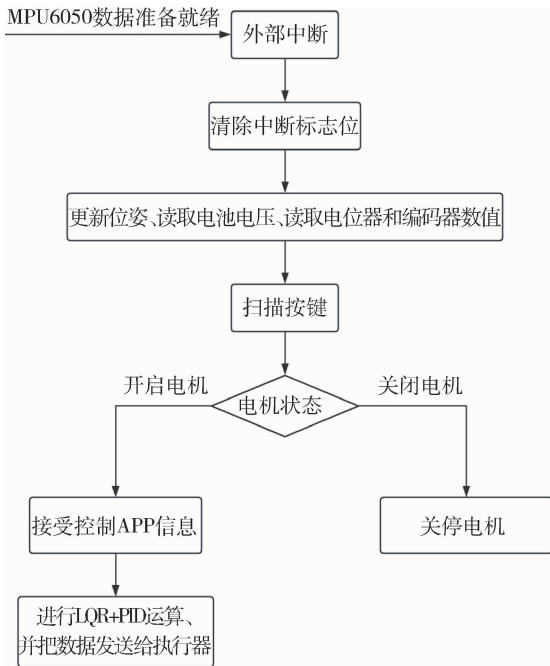 MPU6050数据准备就绪
外部中断
清除中断标志位
更新位姿、读取电池电压、读取电位器和编码器数值
扫描按键
开启电机
电机状态
关闭电机
接受控制APP信息
关停电机
进行LQR+PID运算、
并把数据发送给执行器